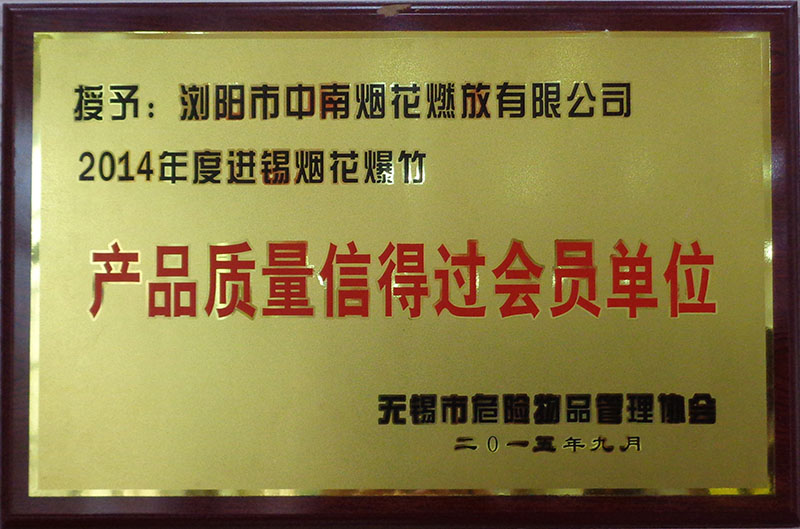 授予：浏阳市中南烟花燃放有限公司
2014年度进锡烟花爆竹
产品质量信得过会员单位
无锡市危险物品管理协会
二０一五年九月